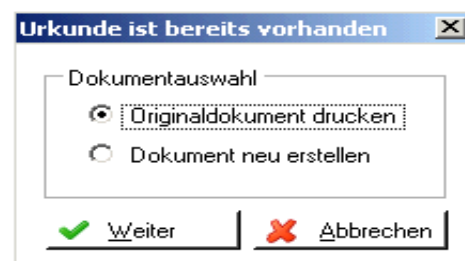 Urkunde ist bereits vorhanden
Dokumentauswahl
Originaldokument drucken
Dokument neu erstellen
Weiter Abbrechen